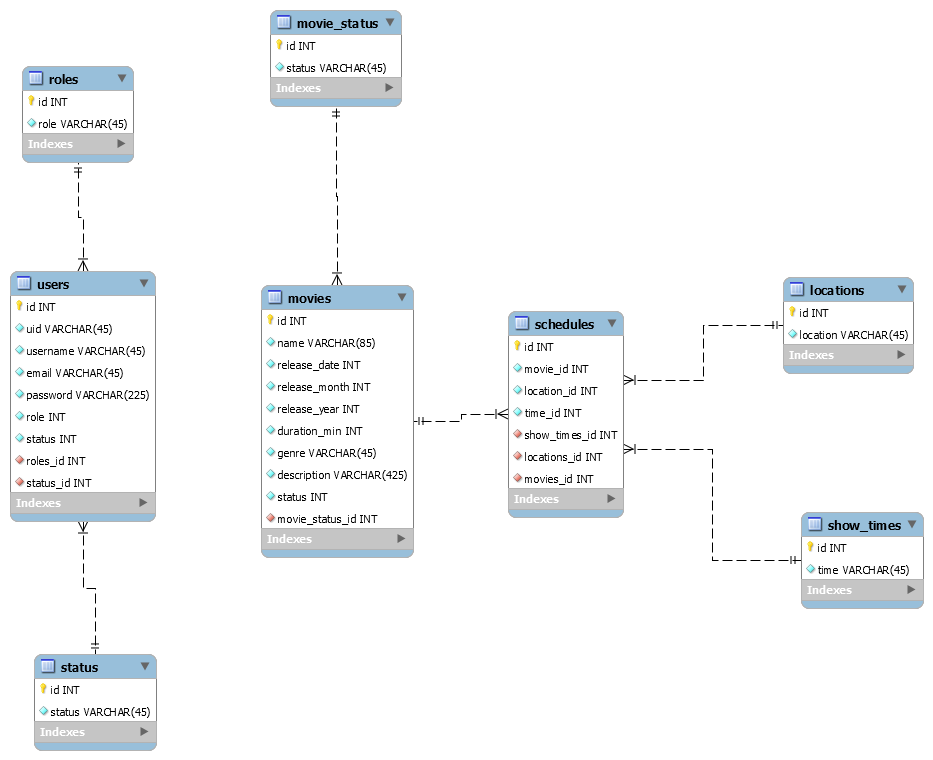 movie_status
id INT
status VARCHAR(45)
Indexes
roles
id INT
role VARCHAR(45)
Indexes
users
id INT
uid VARCHAR(45)
username VARCHAR(45)
email VARCHAR(45)
password VARCHAR(225)
role INT
status INT
roles_id INT
status_id INT
Indexes
movies
id INT
name VARCHAR(85)
release_date INT
release_month INT
release_year INT
duration_min INT
genre VARCHAR(45)
description VARCHAR(425)
status INT
movie_status_id INT
Indexes
schedules
id INT
movie_id INT
location_id INT
time_id INT
show_times_id INT
locations_id INT
movies_id INT
Indexes
locations
id INT
location VARCHAR(45)
Indexes
show_times
id INT
time VARCHAR(45)
Indexes
status
id INT
status VARCHAR(45)
Indexes